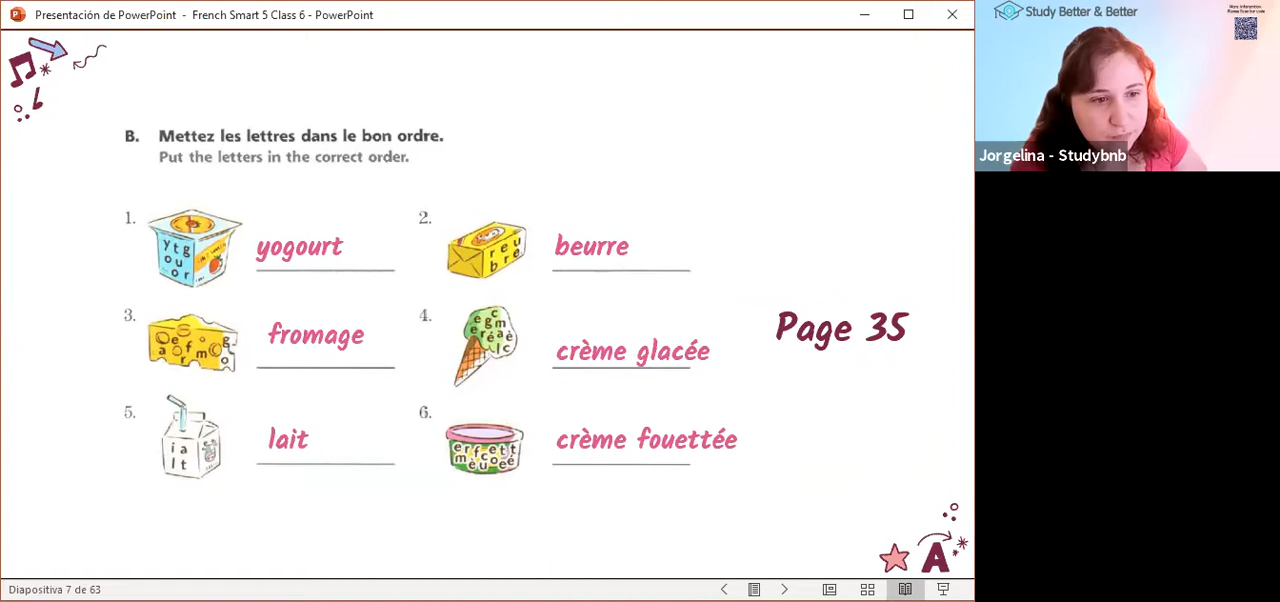 Presentación de PowerPoint - French Smart 5 Class 6 - PowerPoint
Study Better & Better
Jorgelina - Studybnb
B. Mettez les lettres dans le bon ordre.
Put the letters in the correct order.
1. yogourt
2. beurre
3. fromage
4. crème glacée
5. lait
6. crème fouettée
Page 35
Diapositiva 7 de 63